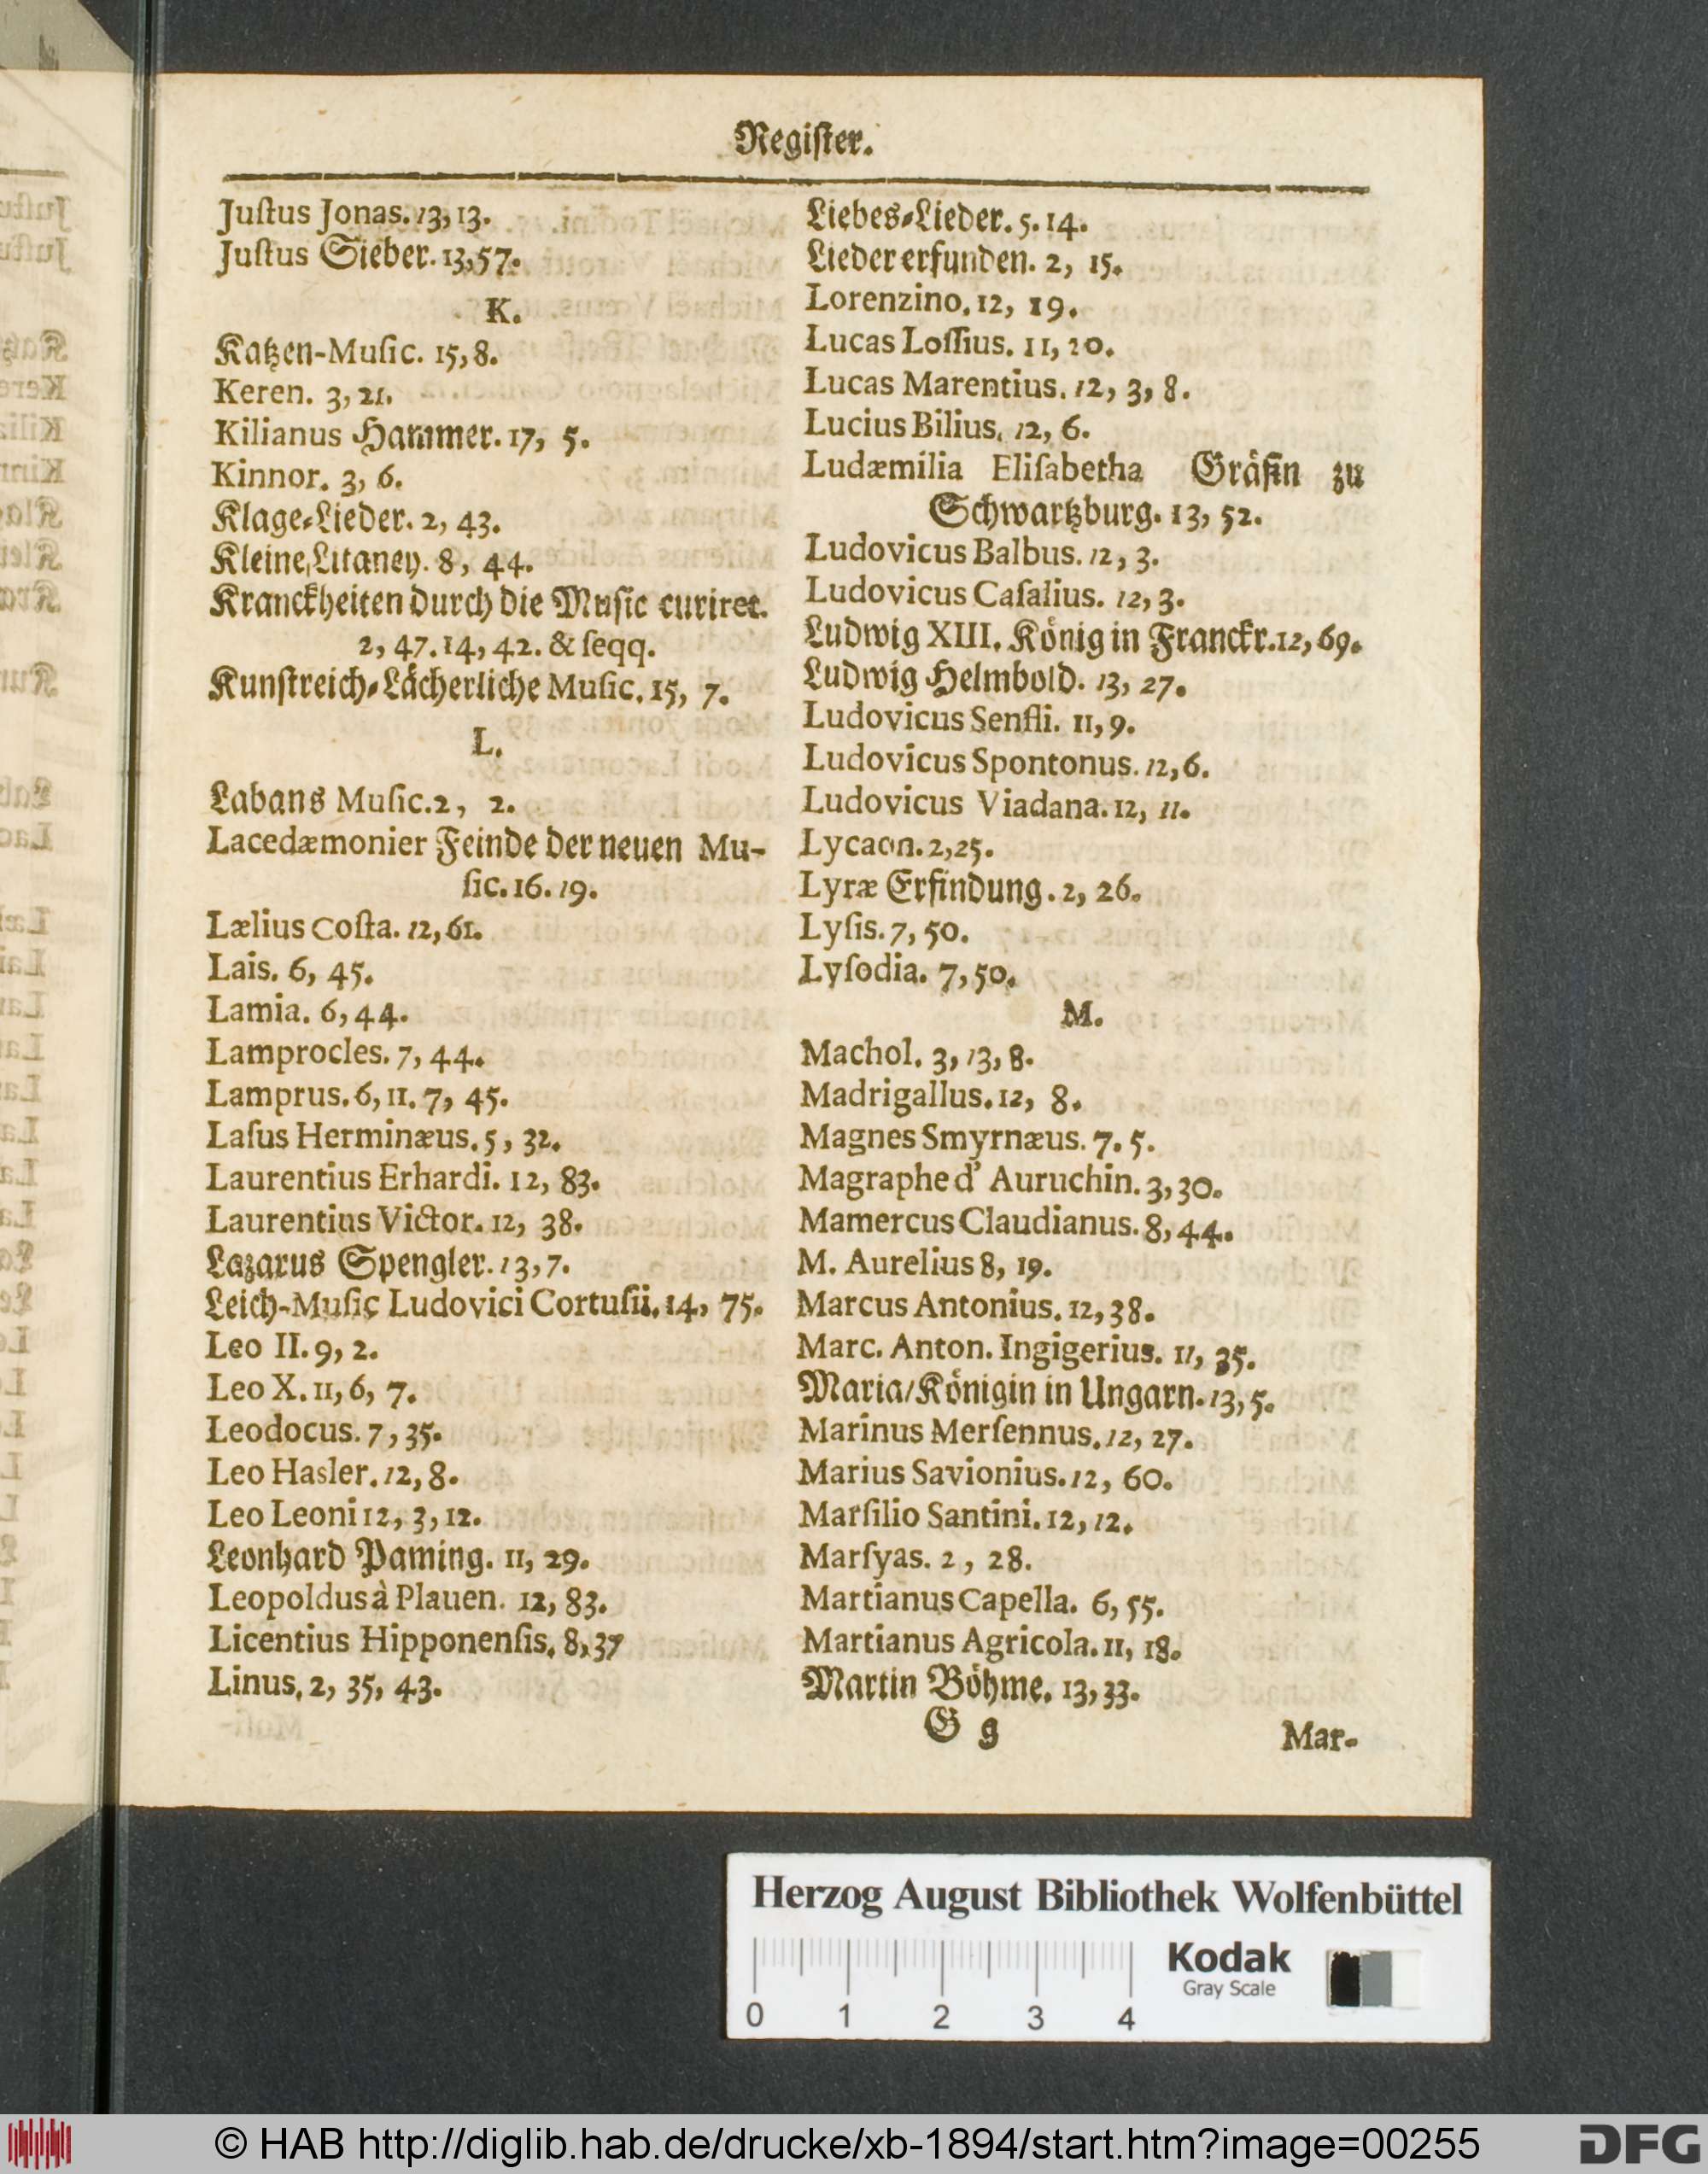 Regiſter.
Juſtus Jonas. 13, 13.
Juſtus Sieber. 13, 57.
K.
Katzen-Muſic. 15, 8.
Keren. 3, 21.
Kilianus Hammer. 17, 5.
Kinnor. 3, 6.
Klage-Lieder. 2, 43.
Kleine Litaney. 8, 44.
Kranckheiten durch die Muſic curiret.
2, 47. 14, 42. & ſeqq.
Kunſtreich-Lächerliche Muſic. 15, 7.
L.
Labans Muſic. 2, 2.
Lacedæmonier Feinde der neuen Mu-
ſic. 16. 19.
Lælius Coſta. 12, 61.
Lais. 6, 45.
Lamia. 6, 44.
Lamprocles. 7, 44.
Lamprus. 6, 11. 7, 45.
Laſus Herminæus. 5, 32.
Laurentius Erhardi. 12, 83.
Laurentius Victor. 12, 38.
Lazarus Spengler. 13, 7.
Leich-Muſic Ludovici Cortuſii. 14, 75.
Leo II. 9, 2.
Leo X. 11, 6, 7.
Leodocus. 7, 35.
Leo Hasler. 12, 8.
Leo Leoni 12, 3, 12.
Leonhard Paming. 11, 29.
Leopoldus à Plauen. 12, 83.
Licentius Hipponenſis. 8, 37
Linus. 2, 35, 43.
Liebes-Lieder. 5. 14.
Lieder erfunden. 2, 15.
Lorenzino. 12, 19.
Lucas Loſſius. 11, 20.
Lucas Marentius. 12, 3, 8.
Lucius Bilius. 12, 6.
Ludæmilia Eliſabetha Gräfin zu
Schwartzburg. 13, 52.
Ludovicus Balbus. 12, 3.
Ludovicus Caſalius. 12, 3.
Ludwig XIII. König in Franckr. 12, 69.
Ludwig Helmbold. 13, 27.
Ludovicus Senfli. 11, 9.
Ludovicus Spontonus. 12, 6.
Ludovicus Viadana. 12, 11.
Lycaon. 2, 25.
Lyræ Erfindung. 2, 26.
Lyſis. 7, 50.
Lyſodia. 7, 50.
M.
Machol. 3, 13, 8.
Madrigallus. 12, 8.
Magnes Smyrnæus. 7. 5.
Magraphe d' Auruchin. 3, 30.
Mamercus Claudianus. 8, 44.
M. Aurelius 8, 19.
Marcus Antonius. 12, 38.
Marc. Anton. Ingigerius. 11, 35.
Maria/ Königin in Ungarn. 13, 5.
Marinus Merſennus. 12, 27.
Marius Savionius. 12, 60.
Marſilio Santini. 12, 12.
Marſyas. 2, 28.
Martianus Capella. 6, 55.
Martianus Agricola. 11, 18.
Martin Böhme. 13, 33.
G g Mar-
Herzog August Bibliothek Wolfenbüttel
Kodak
Gray Scale
0 1 2 3 4
© HAB http://diglib.hab.de/drucke/xb-1894/start.htm?image=00255
DFG